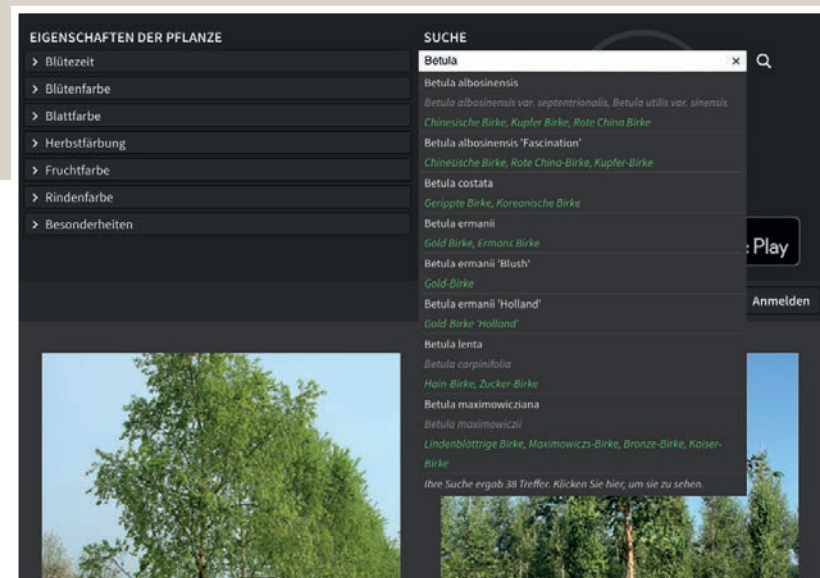 EIGENSCHAFTEN DER PFLANZE
> Blütezeit
> Blütenfarbe
> Blattfarbe
> Herbstfärbung
> Fruchtfarbe
> Rindenfarbe
> Besonderheiten
SUCHE
Betula ×
Betula albosinensis
Betula albosinensis var. septentrionalis, Betula utilis var. sinensis
Chinesische Birke, Kupfer Birke, Rote China Birke
Betula albosinensis 'Fascination'
Chinesische Birke, Rote China-Birke, Kupfer-Birke
Betula costata
Gerippte Birke, Koreanische Birke
Betula ermanii
Gold Birke, Ermans Birke
Betula ermanii 'Blush'
Gold-Birke
Betula ermanii 'Holland'
Gold-Birke 'Holland'
Betula lenta
Betula carpinifolia
Hain-Birke, Zucker-Birke
Betula maximowicziana
Betula maximowiczii
Lindenblättrige Birke, Maximowiczs-Birke, Bronze-Birke, Kaiser-
Birke
Ihre Suche ergab 38 Treffer. Klicken Sie hier, um sie zu sehen.
Play
Anmelden